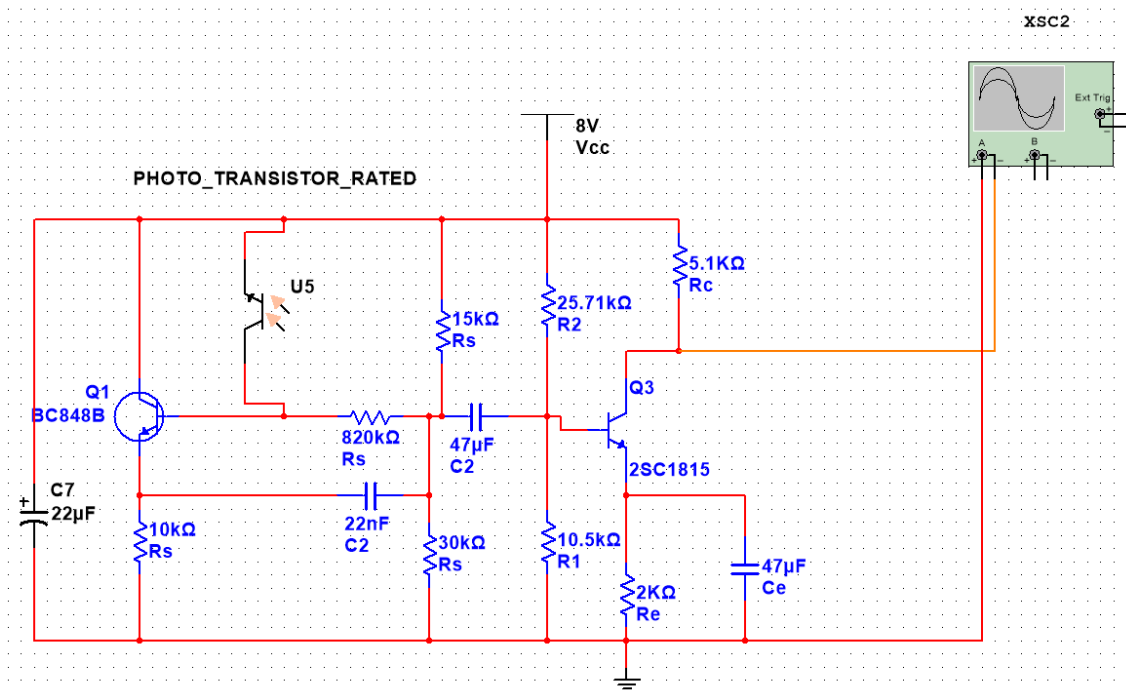 XSC2
Ext Trig
+
−
A
B
+
−
+
−
8V
Vcc
PHOTO_TRANSISTOR_RATED
U5
5.1KΩ
Rc
15kΩ
Rs
25.71kΩ
R2
Q1
BC848B
Q3
820kΩ
Rs
47µF
C2
2SC1815
+
C7
22µF
22nF
C2
10kΩ
Rs
30kΩ
Rs
10.5kΩ
R1
2KΩ
Re
47µF
Ce